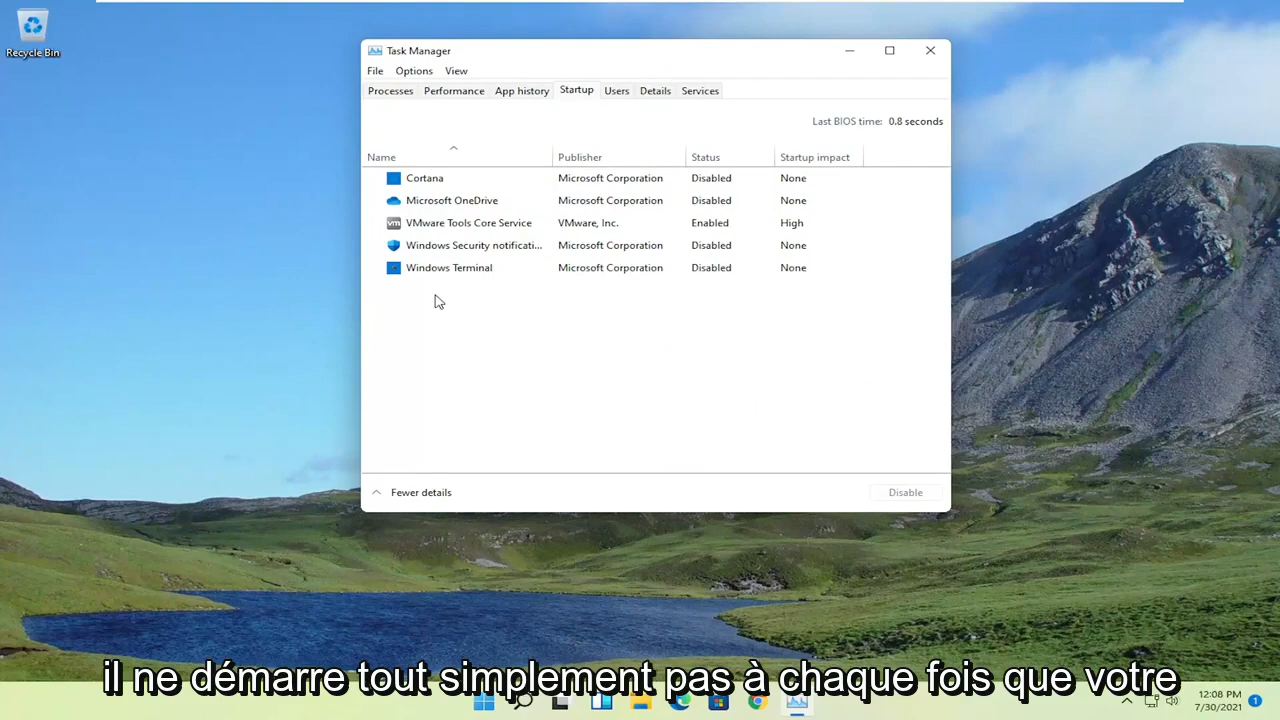 Recycle Bin
Task Manager
File Options View
Processes Performance App history Startup Users Details Services
Last BIOS time: 0.8 seconds
Name Publisher Status Startup impact
Cortana Microsoft Corporation Disabled None
Microsoft OneDrive Microsoft Corporation Disabled None
VMware Tools Core Service VMware, Inc. Enabled High
Windows Security notificati... Microsoft Corporation Disabled None
Windows Terminal Microsoft Corporation Disabled None
Fewer details Disable
il ne démarre tout simplement pas à chaque fois que votre
12:08 PM
7/30/2021
1